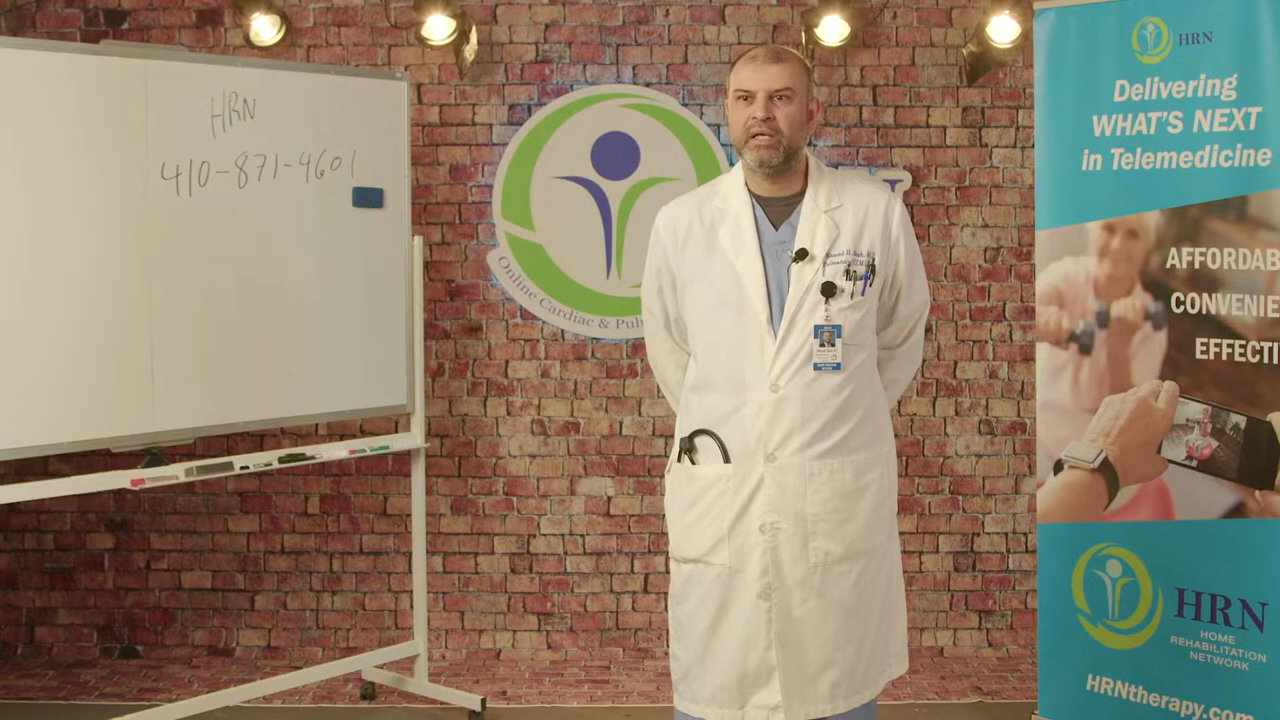 HRN
410-871-4601
Online Cardiac & Pul
HRN
Delivering
WHAT'S NEXT
in Telemedicine
AFFORDAB
CONVENIE
EFFECTI
HRN
HOME
REHABILITATION
NETWORK
HRNtherapy.com